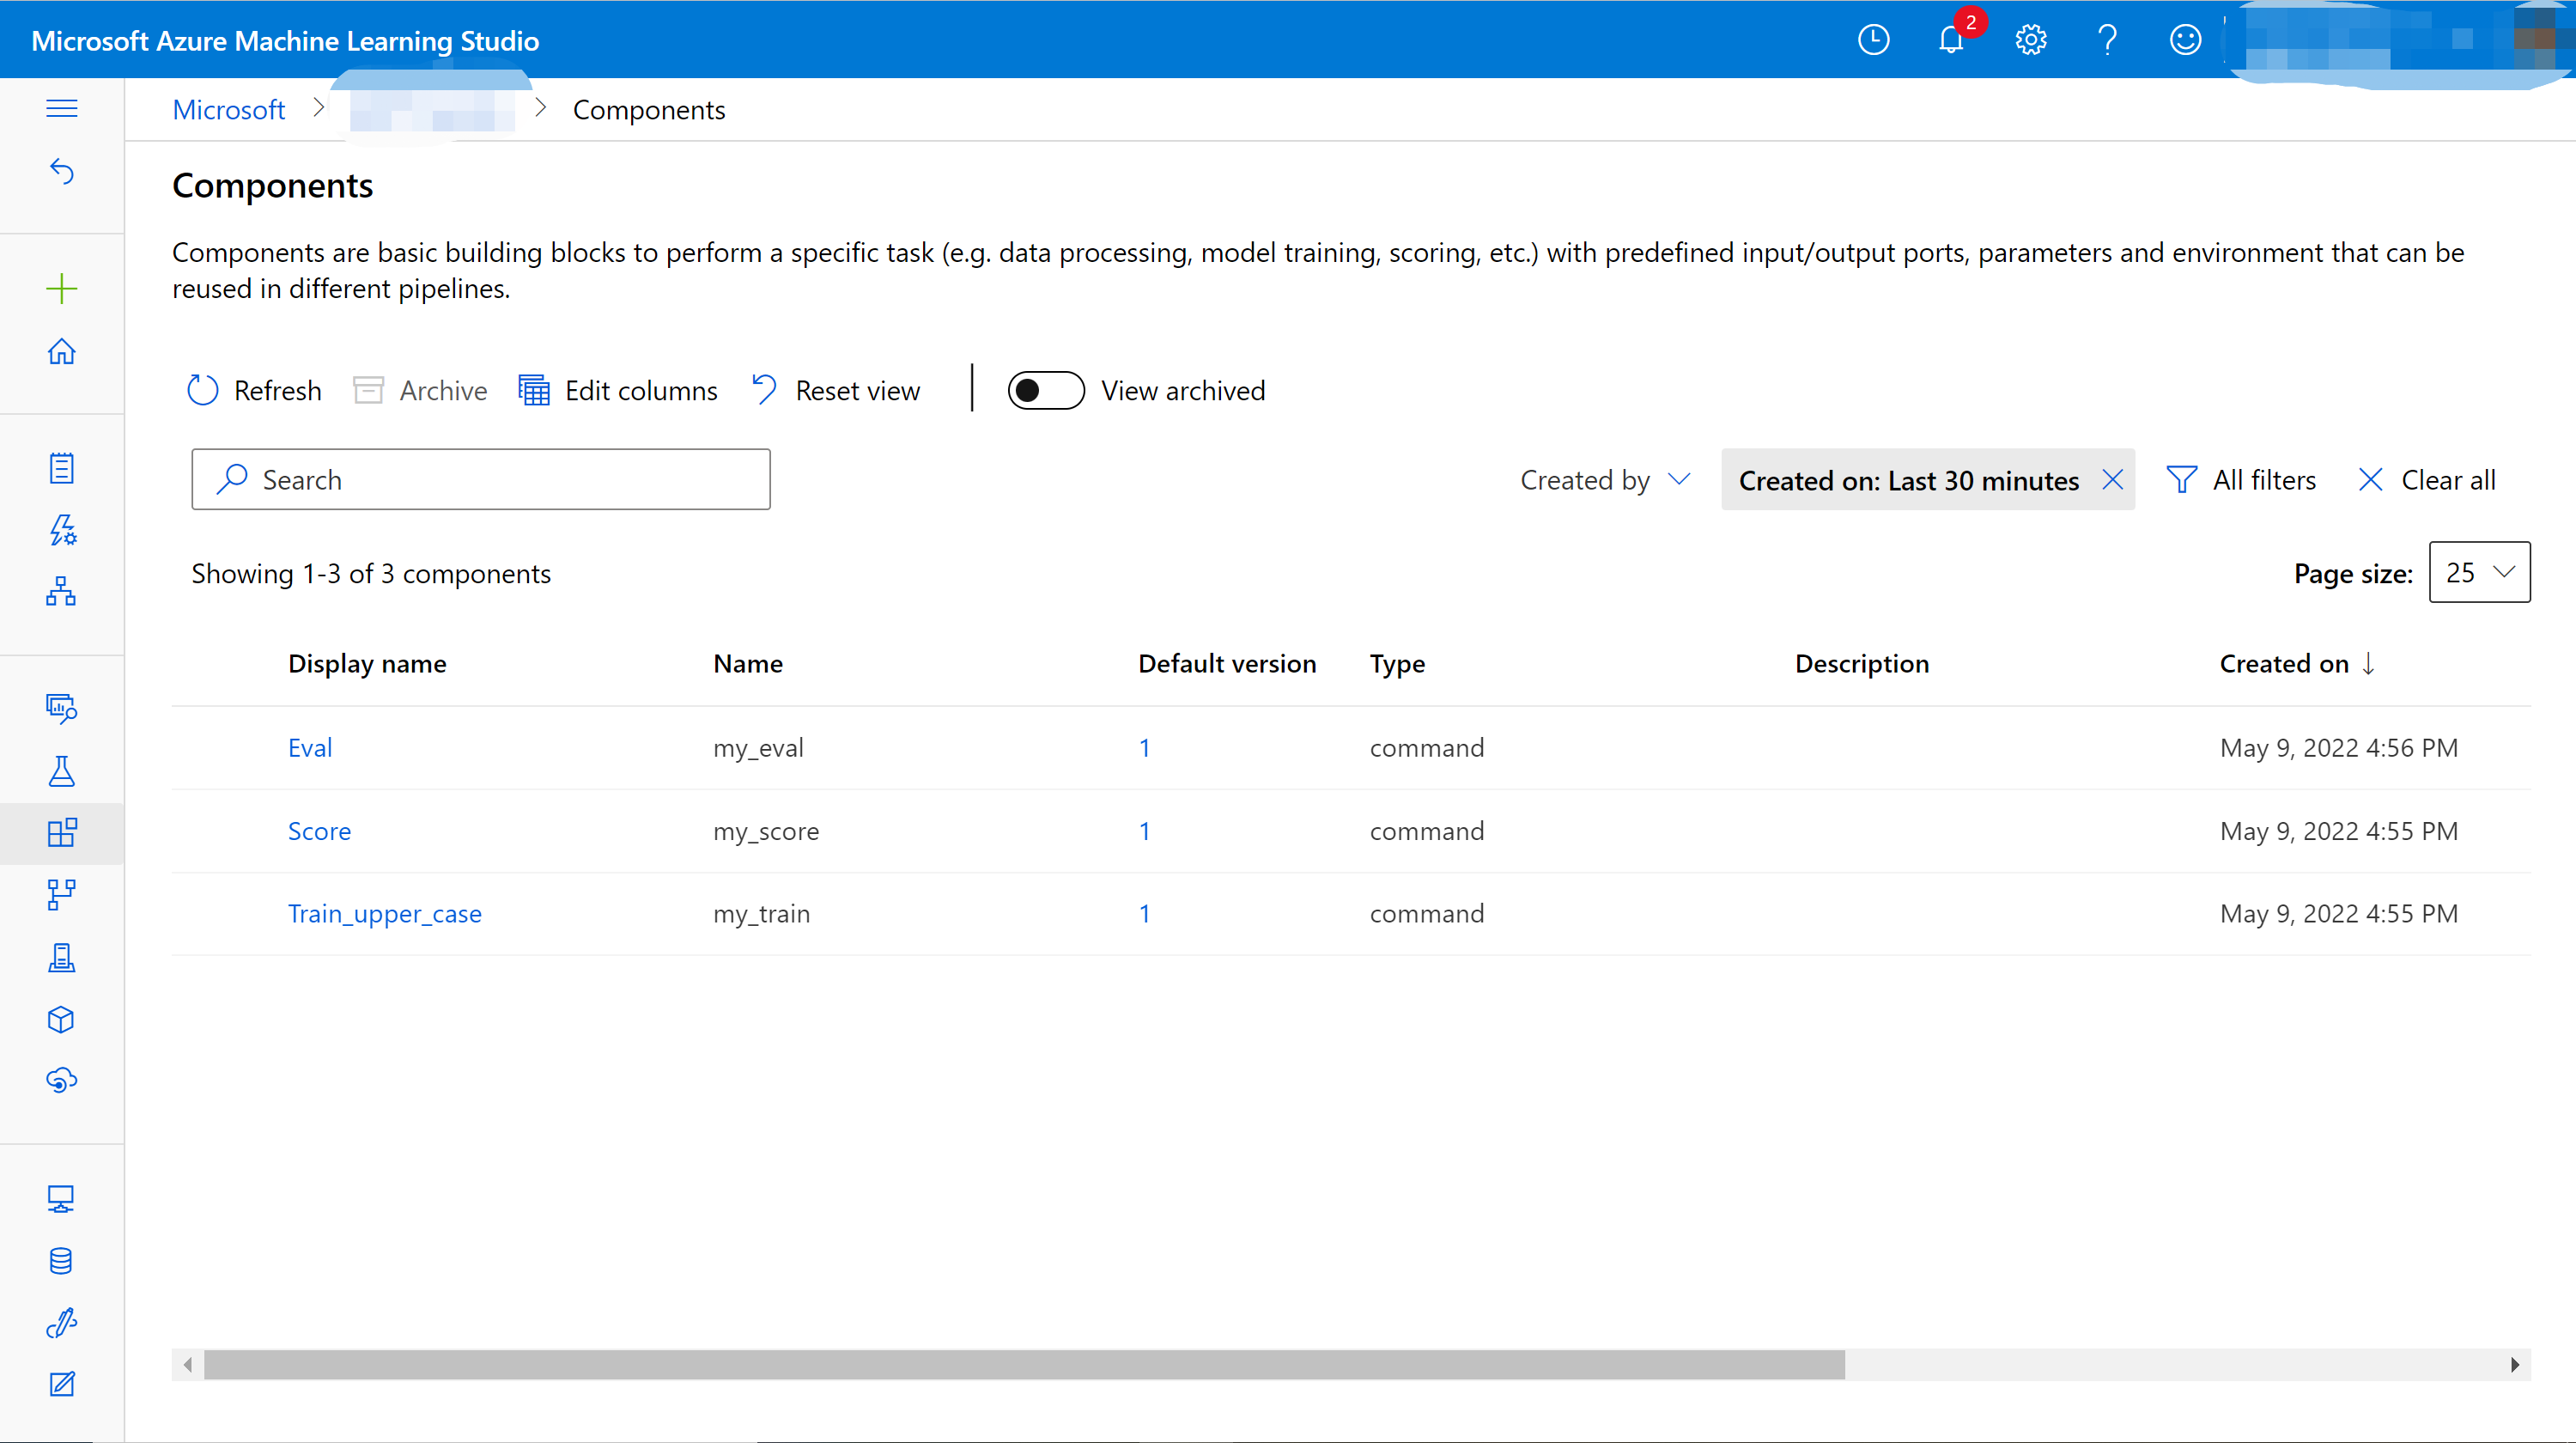 Microsoft Azure Machine Learning Studio
2
Microsoft > Components
Components
Components are basic building blocks to perform a specific task (e.g. data processing, model training, scoring, etc.) with predefined input/output ports, parameters and environment that can be
reused in different pipelines.
Refresh Archive Edit columns Reset view View archived
Search Created by Created on: Last 30 minutes All filters Clear all
Showing 1-3 of 3 components Page size: 25
Display name Name Default version Type Description Created on ↓
Eval my_eval 1 command May 9, 2022 4:56 PM
Score my_score 1 command May 9, 2022 4:55 PM
Train_upper_case my_train 1 command May 9, 2022 4:55 PM